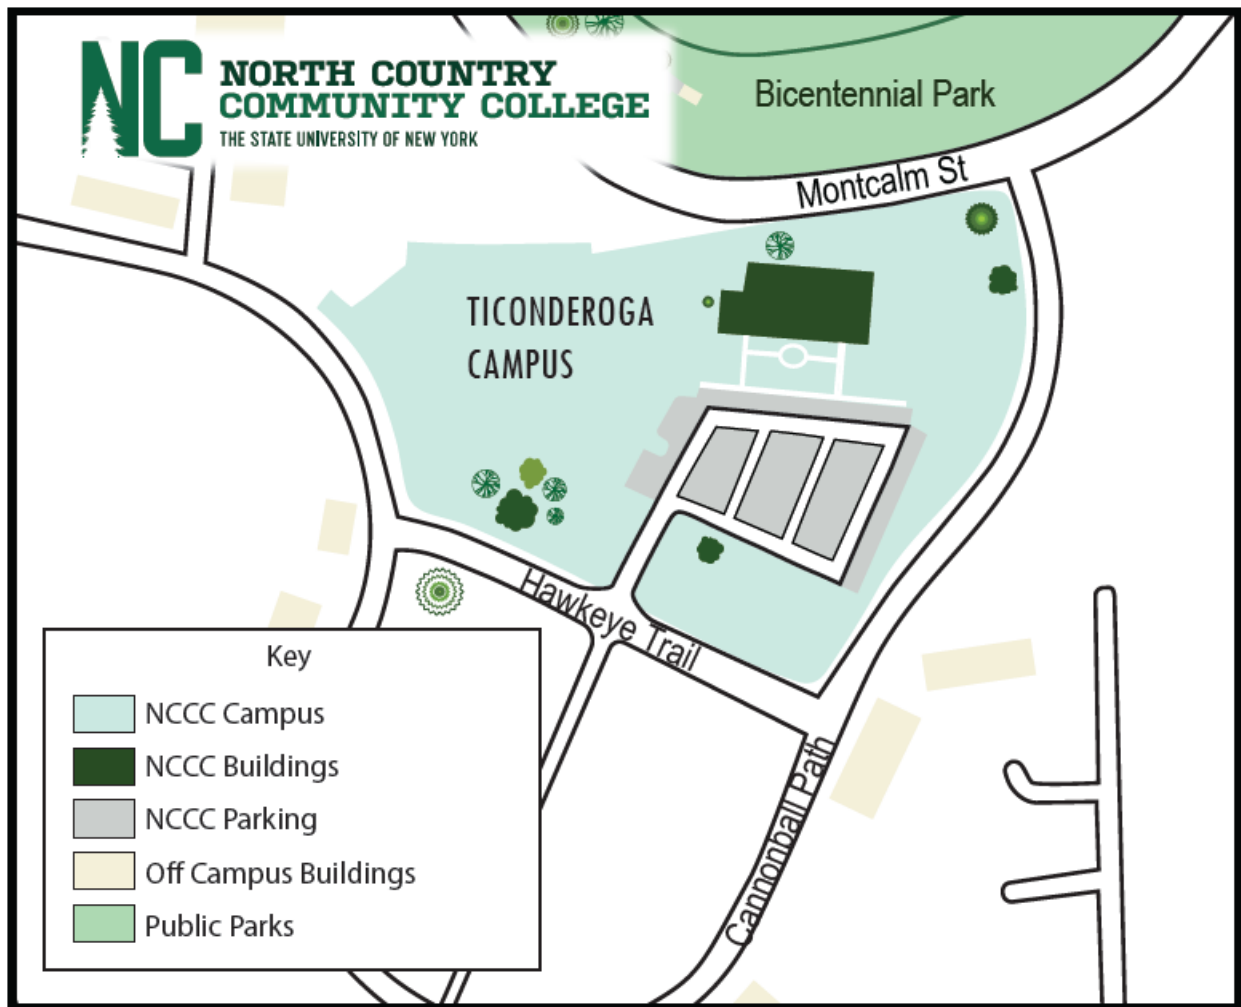 NC
NORTH COUNTRY
COMMUNITY COLLEGE
THE STATE UNIVERSITY OF NEW YORK
Bicentennial Park
Montcalm St
TICONDEROGA
CAMPUS
Hawkeye Trail
Cannonball Path
Key
NCCC Campus
NCCC Buildings
NCCC Parking
Off Campus Buildings
Public Parks